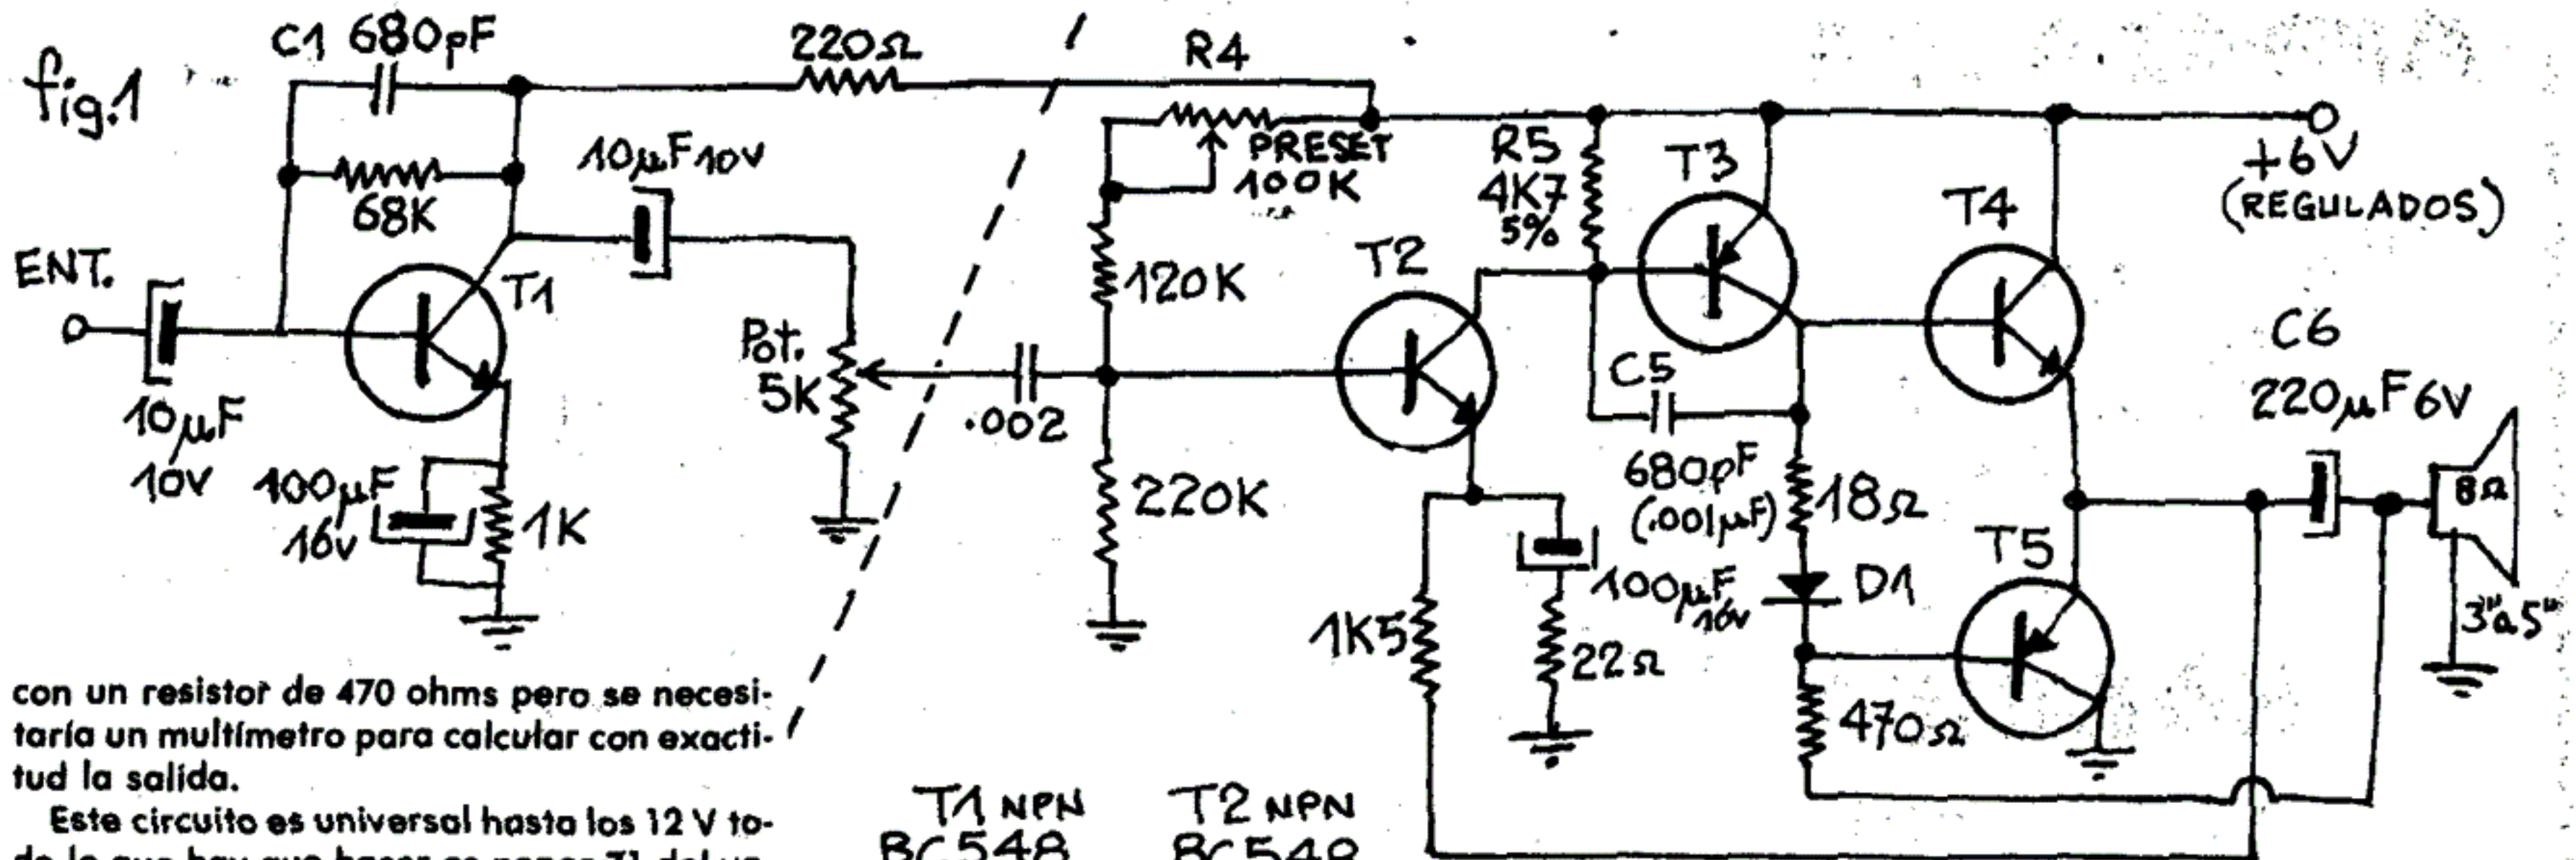 fig.1
C1 680pF
220Ω
R4
PRESET
100K
68K
10µF10V
ENT.
10µF
10V
T1
100µF
16V
1K
Pot.
5K
.002
120K
220K
T2
R5
4K7
5%
T3
C5
680pF
(.001µF)
T4
+6V
(REGULADOS)
C6
220µF6V
8Ω
3"a5"
18Ω
D1
T5
1K5
100µF
16V
22Ω
470Ω
con un resistor de 470 ohms pero se necesi-
taría un multímetro para calcular con exacti-
tud la salida.
Este circuito es universal hasta los 12 V to-
T1 NPN
BC548
T2 NPN
BC548